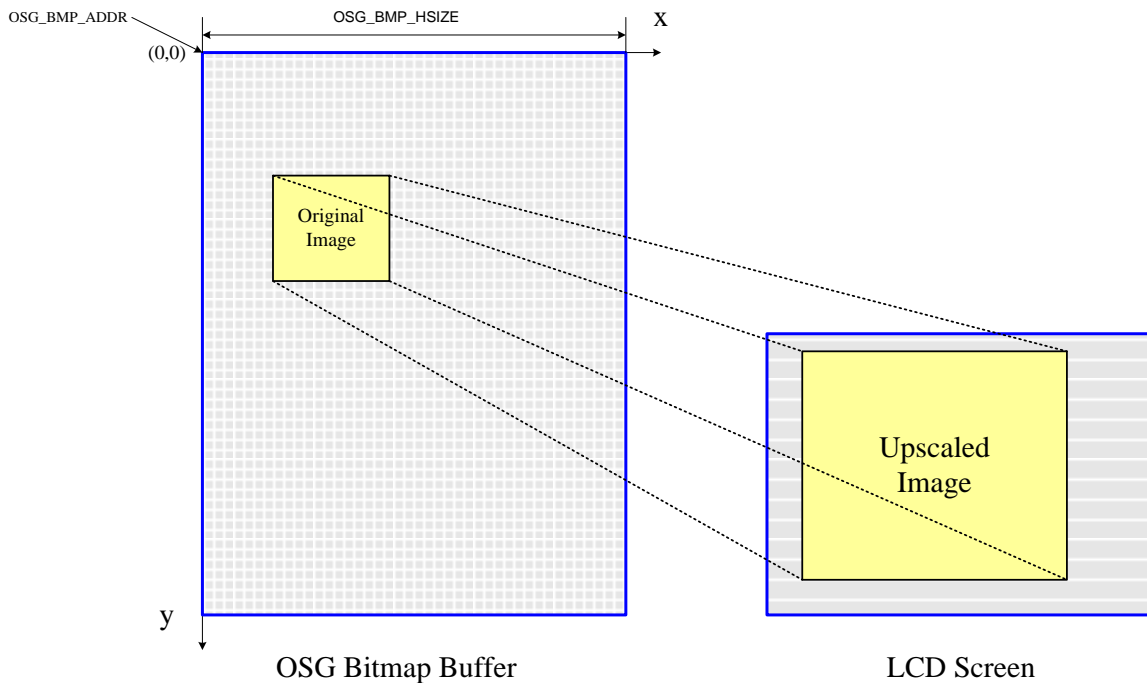 OSG_BMP_ADDR
OSG_BMP_HSIZE
x
(0,0)
Original
Image
Upscaled
Image
y
OSG Bitmap Buffer
LCD Screen